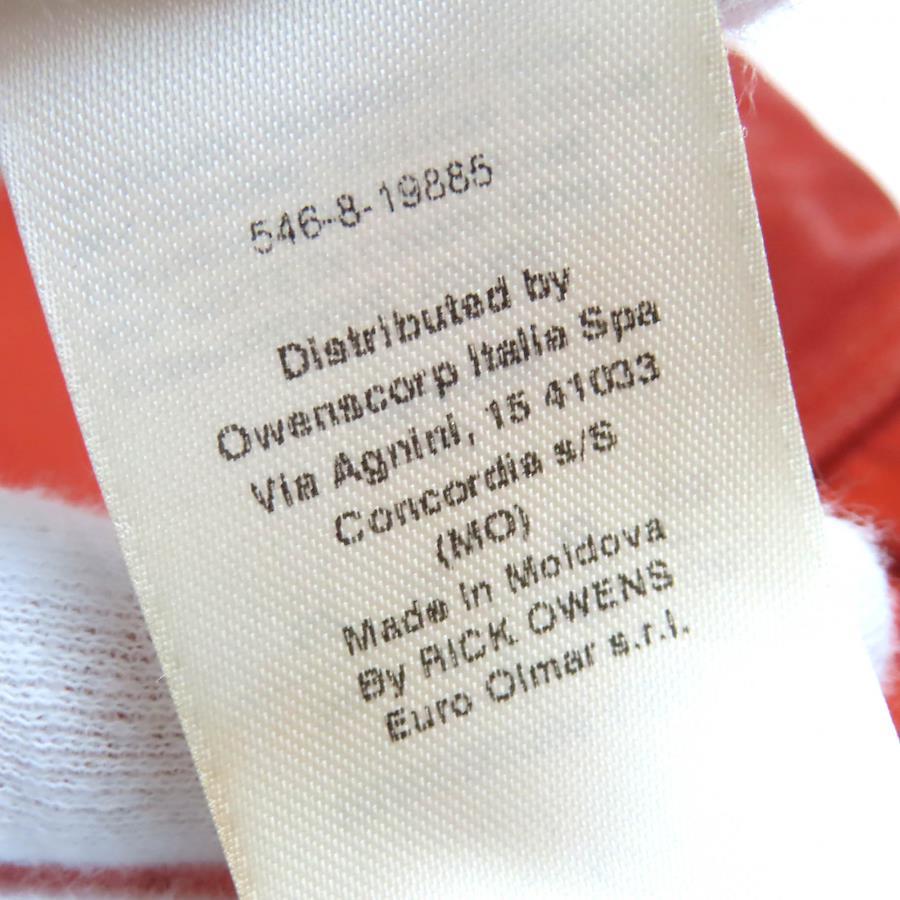 546-8-19885
Distributed by
Owenscorp Italia Spa
Via Agnini, 15 41033
Concordia s/S
(MO)
Made in Moldova
By RICK OWENS
Euro Olmar s.r.l.